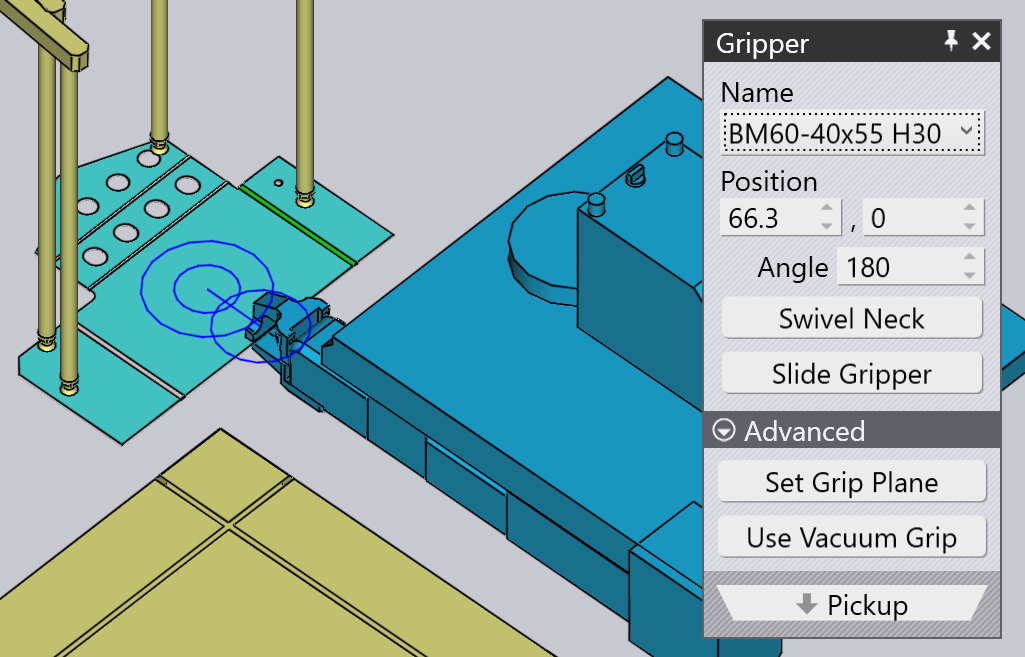 Gripper
Name
BM60-40x55 H30
Position
66.3 , 0
Angle 180
Swivel Neck
Slide Gripper
Advanced
Set Grip Plane
Use Vacuum Grip
Pickup